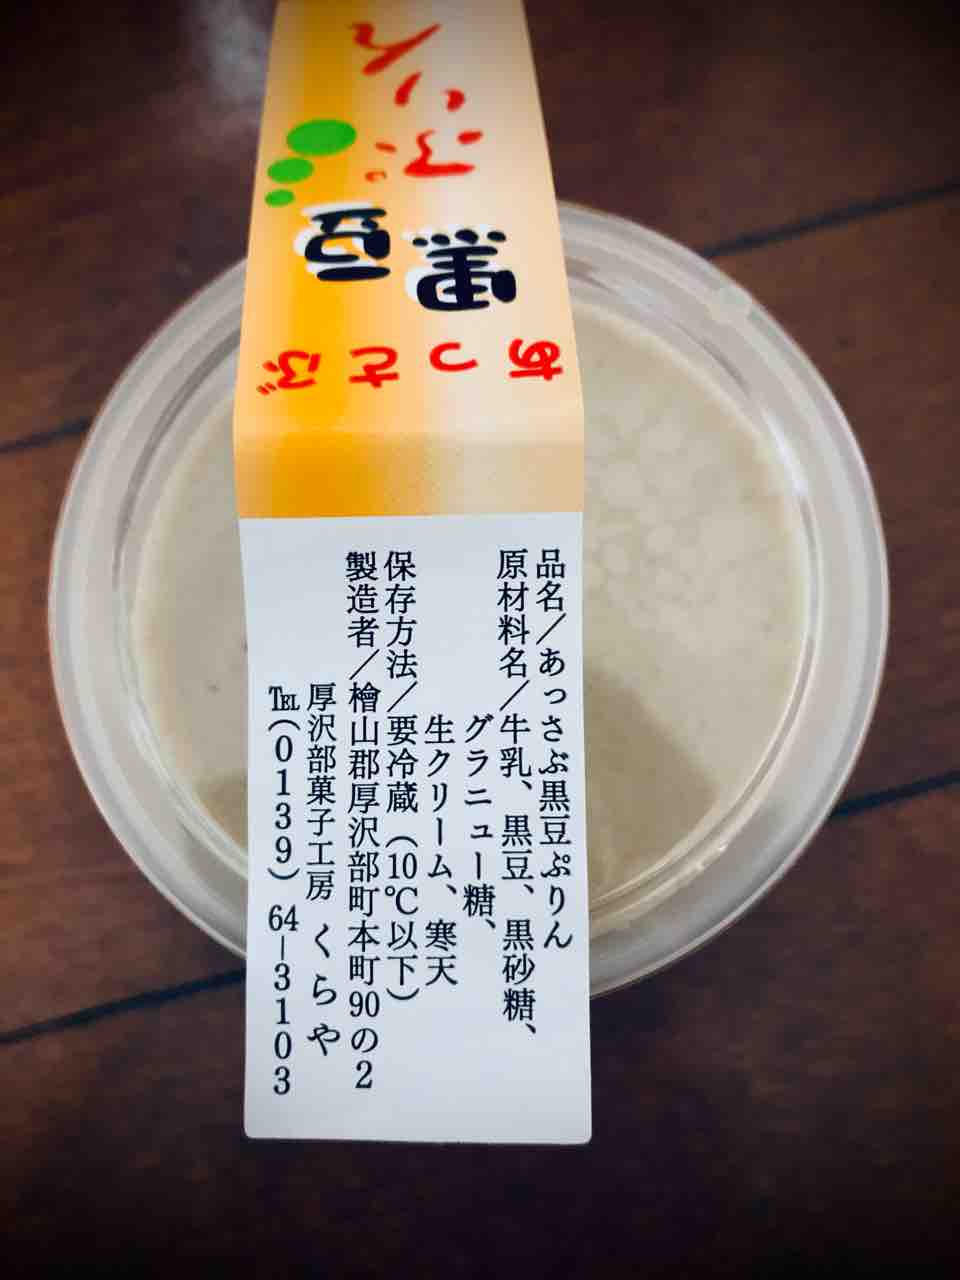 あっさぶ
黒豆
ぷりん
品名／あっさぶ黒豆ぷりん
原材料名／牛乳、黒豆、黒砂糖、
グラニュー糖、
生クリーム、寒天
保存方法／要冷蔵（10℃以下）
製造者／檜山郡厚沢部町本町90の2
厚沢部菓子工房 くらや
℡（0139）64－3103